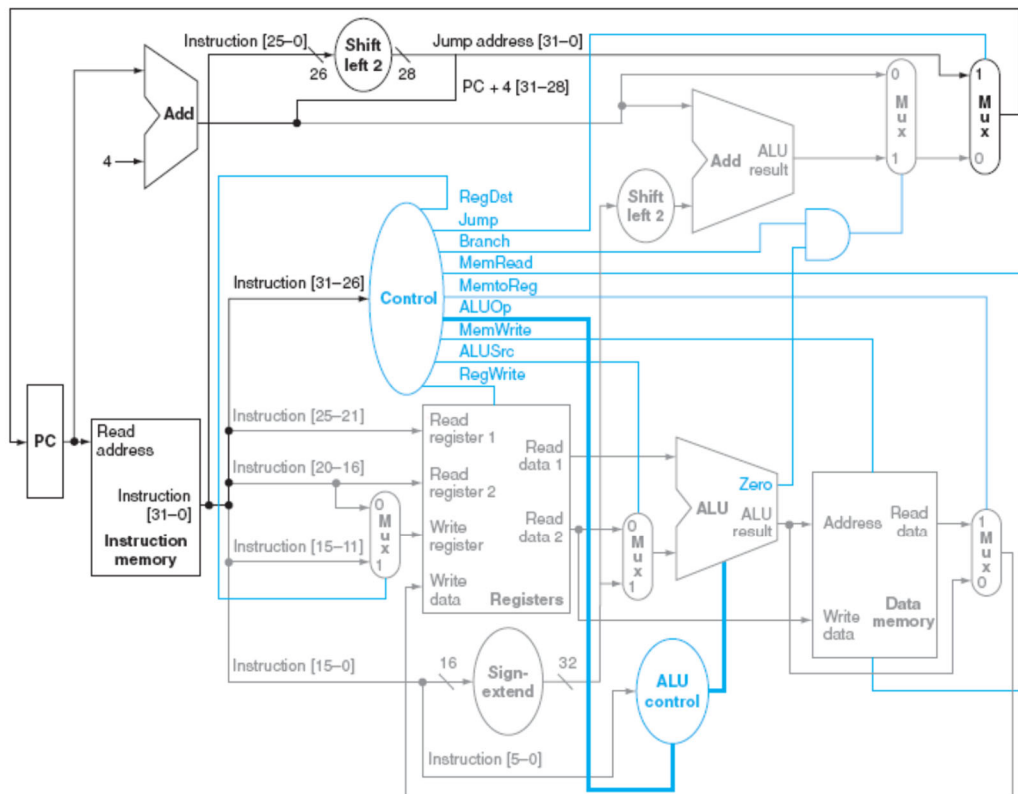 Instruction [25–0]
Shift
left 2
Jump address [31–0]
26
28
PC + 4 [31–28]
Add
4
0
M
u
x
1
1
M
u
x
0
Add
ALU
result
Shift
left 2
RegDst
Jump
Branch
MemRead
MemtoReg
ALUOp
MemWrite
ALUSrc
RegWrite
Instruction [31–26]
Control
PC
Read
address
Instruction
[31–0]
Instruction
memory
Instruction [25–21]
Instruction [20–16]
Instruction [15–11]
0
M
u
x
1
Read
register 1
Read
register 2
Write
register
Write
data
Read
data 1
Read
data 2
Registers
0
M
u
x
1
Zero
ALU
ALU
result
Address
Read
data
Write
data
Data
memory
1
M
u
x
0
Instruction [15–0]
16
Sign-
extend
32
ALU
control
Instruction [5–0]